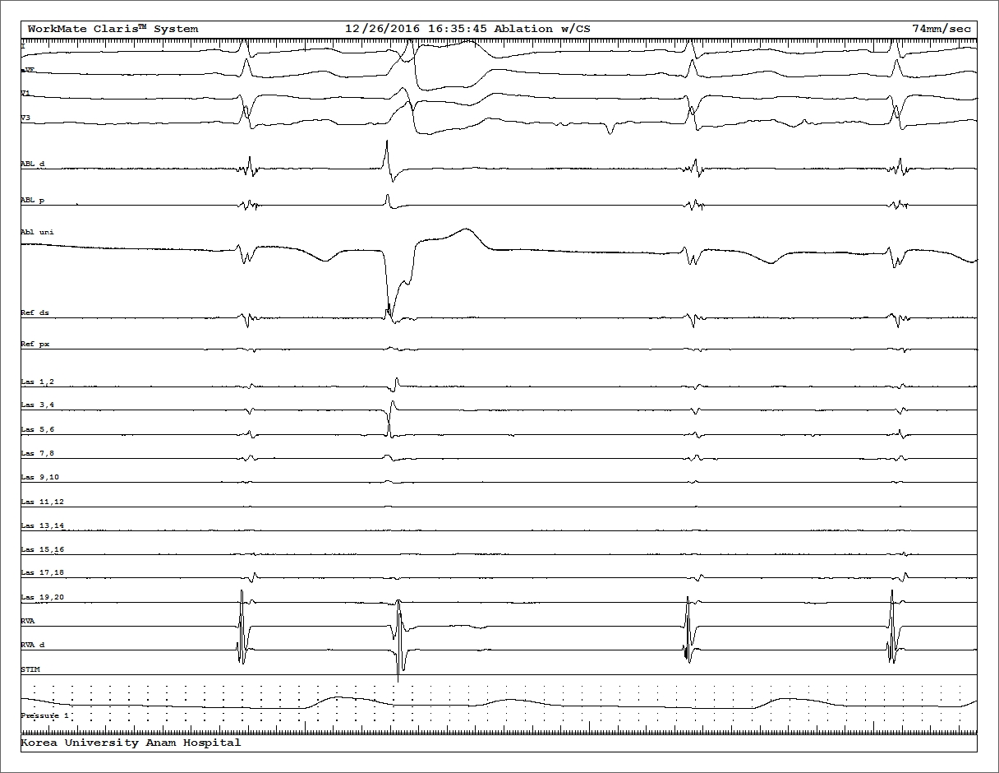 WorkMate Claris™ System 12/26/2016 16:35:45 Ablation w/CS 74mm/sec
I
aVF
V1
V3
ABL d
ABL p
Abl uni
Ref ds
Ref px
Las 1,2
Las 3,4
Las 5,6
Las 7,8
Las 9,10
Las 11,12
Las 13,14
Las 15,16
Las 17,18
Las 19,20
RVA
RVA d
STIM
Pressure 1
Korea University Anam Hospital